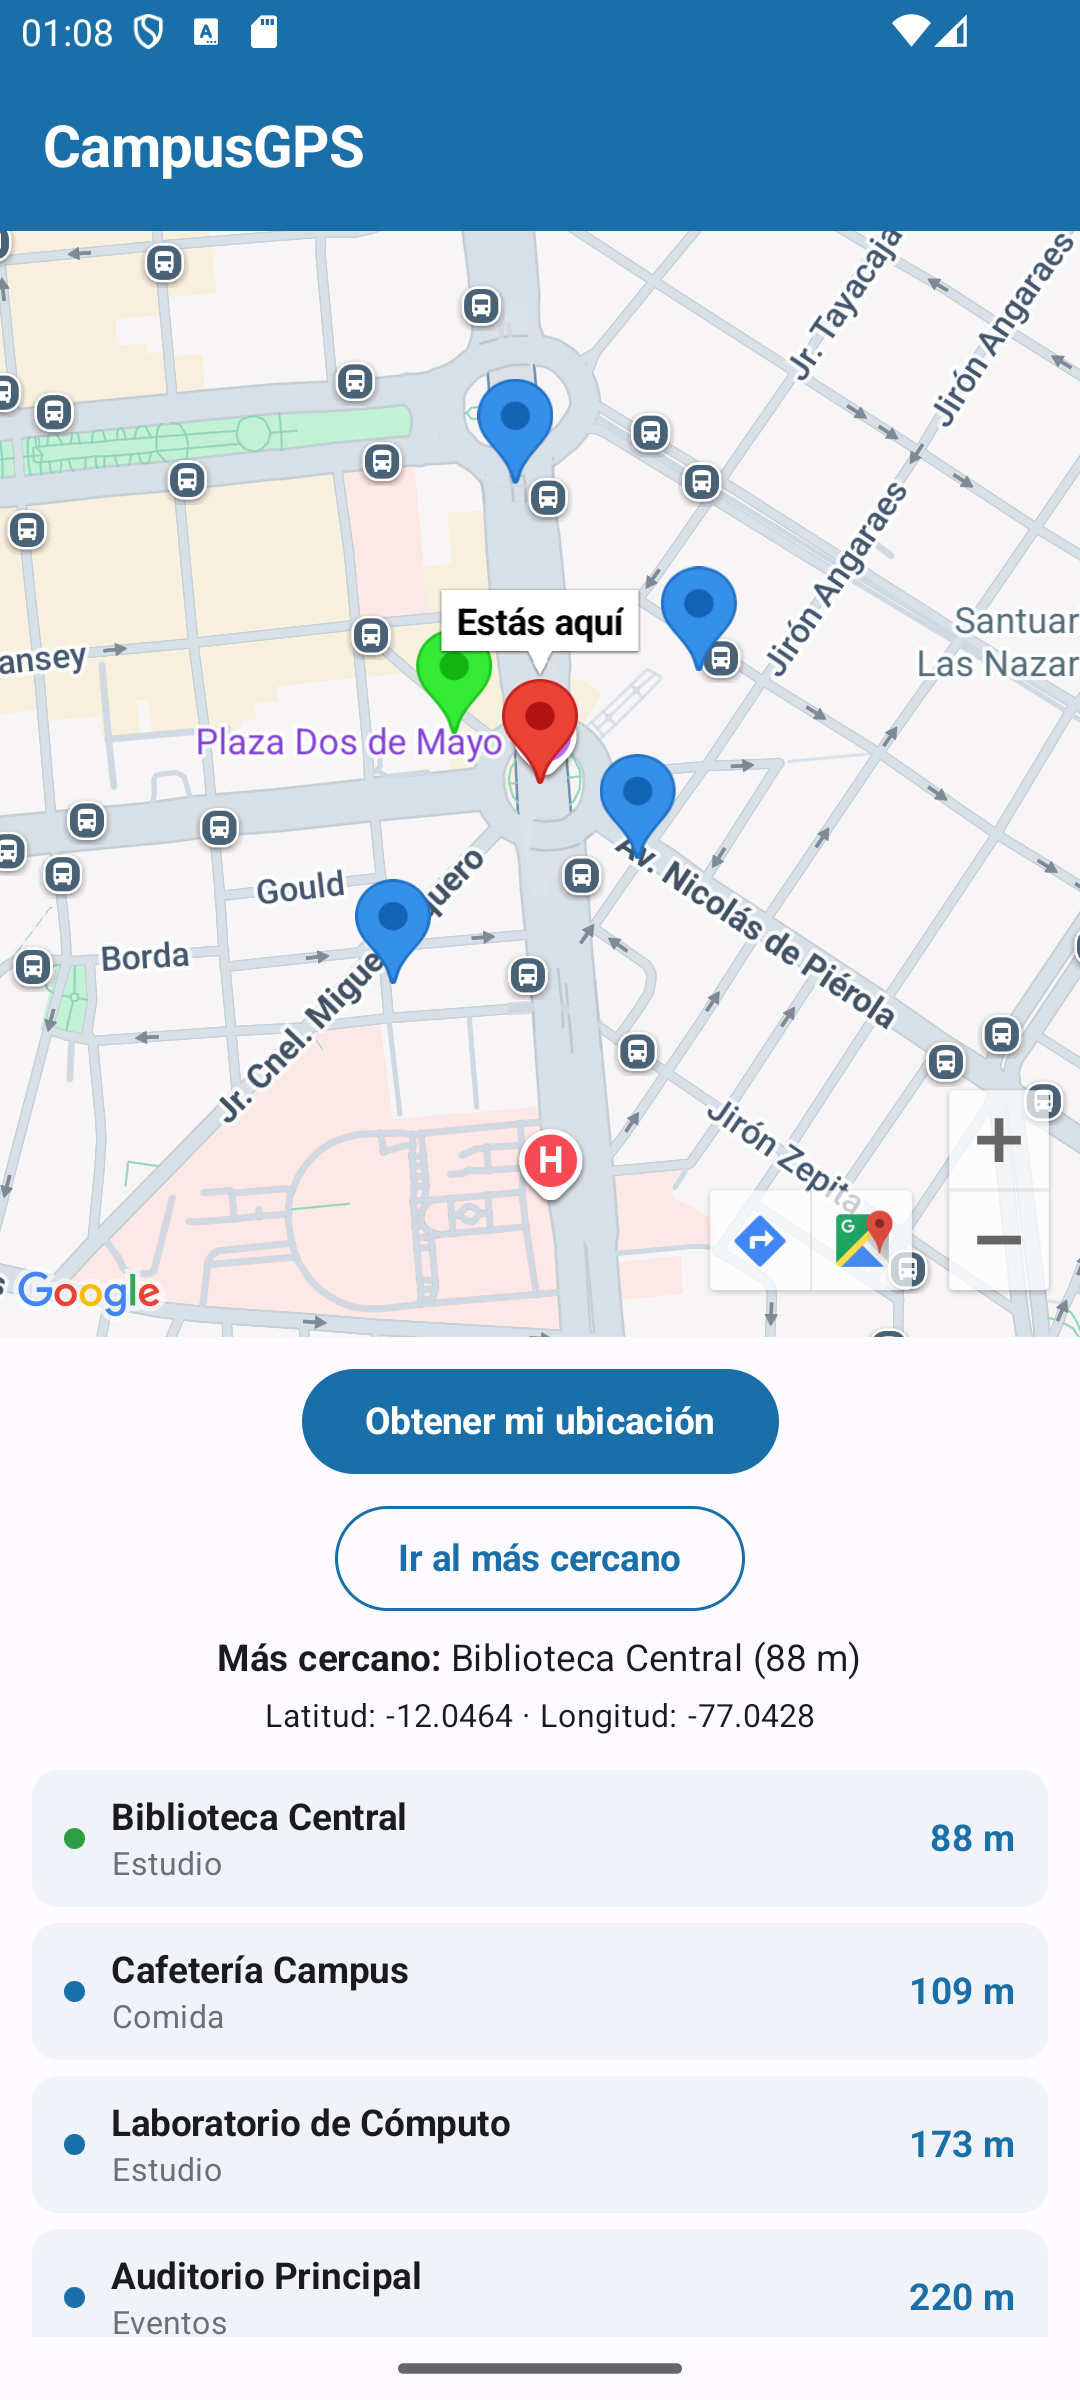 01:08
CampusGPS
Jr. Tayacaja
Jirón Angaraes
Jirón Angaraes
Santuar
Las Nazar
ansey
Estás aquí
Plaza Dos de Mayo
Gould
quero
Borda
Jr. Cnel. Migue
Av. Nicolás de Piérola
Jirón Zepita
H
G
Google
Obtener mi ubicación
Ir al más cercano
Más cercano: Biblioteca Central (88 m)
Latitud: -12.0464 · Longitud: -77.0428
Biblioteca Central
Estudio
88 m
Cafetería Campus
Comida
109 m
Laboratorio de Cómputo
Estudio
173 m
Auditorio Principal
Eventos
220 m